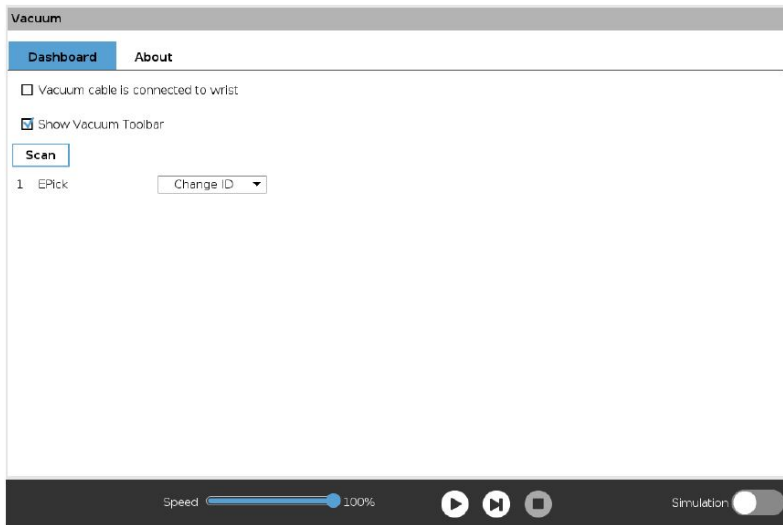 Vacuum
Dashboard About
Vacuum cable is connected to wrist
Show Vacuum Toolbar
Scan
1 EPick Change ID
Speed 100% Simulation